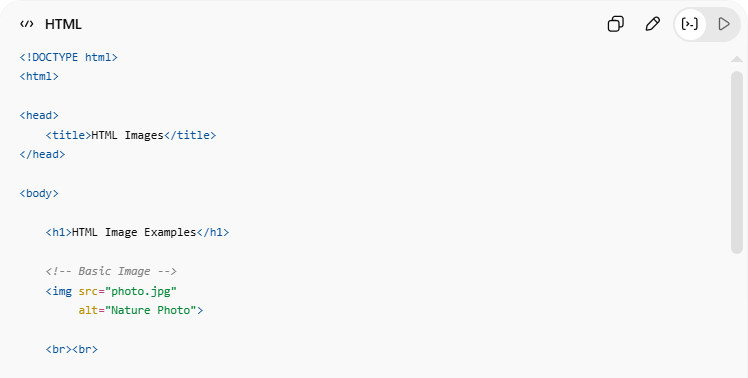 HTML
<!DOCTYPE html>
<html>
<head>
<title>HTML Images</title>
</head>
<body>
<h1>HTML Image Examples</h1>
<!-- Basic Image -->
<img src="photo.jpg"
alt="Nature Photo">
<br><br>